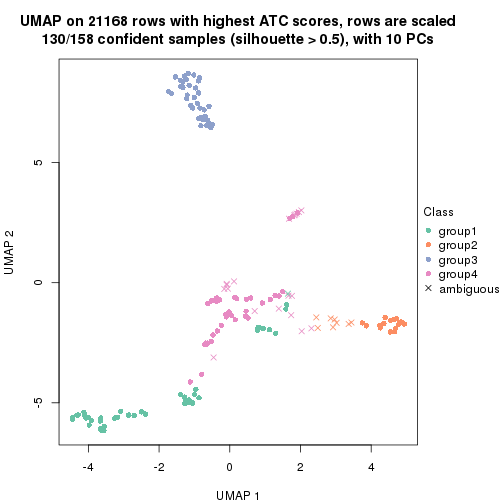 UMAP on 21168 rows with highest ATC scores, rows are scaled
130/158 confident samples (silhouette > 0.5), with 10 PCs
5
0
-5
UMAP 2
-4
-2
0
2
4
UMAP 1
Class
group1
group2
group3
group4
ambiguous